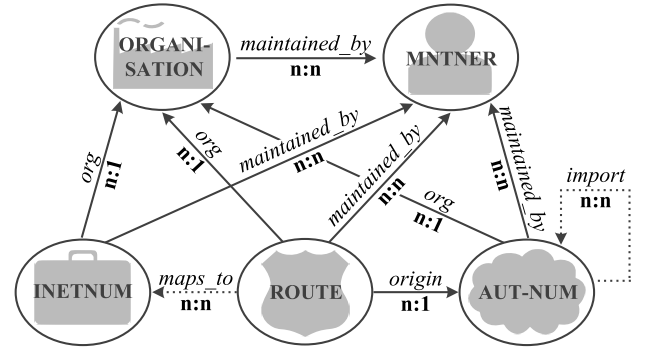 ORGANI-
SATION
maintained_by
n:n
MNTNER
org
n:1
org
n:1
maintained_by
n:n
maintained_by
n:n
org
n:1
maintained_by
n:n
import
n:n
INETNUM
maps_to
n:n
ROUTE
origin
n:1
AUT-NUM